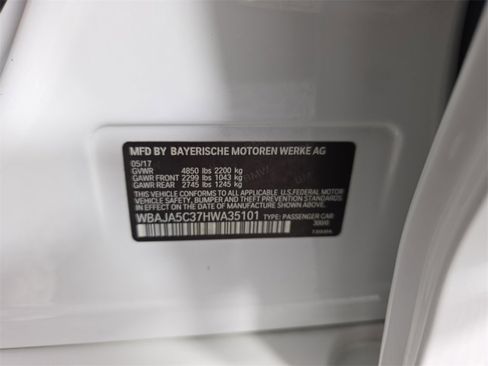 MFD BY BAYERISCHE MOTOREN WERKE AG
05/17
GVWR 4850 lbs 2200 kg
GAWR FRONT 2299 lbs 1043 kg
GAWR REAR 2745 lbs 1245 kg
THIS VEHICLE CONFORMS TO ALL APPLICABLE U.S. FEDERAL MOTOR
VEHICLE SAFETY, BUMPER AND THEFT PREVENTION STANDARDS
IN EFFECT ON THE DATE OF MANUFACTURE SHOWN ABOVE.
WBAJA5C37HWA35101 TYPE: PASSENGER CAR
300/0